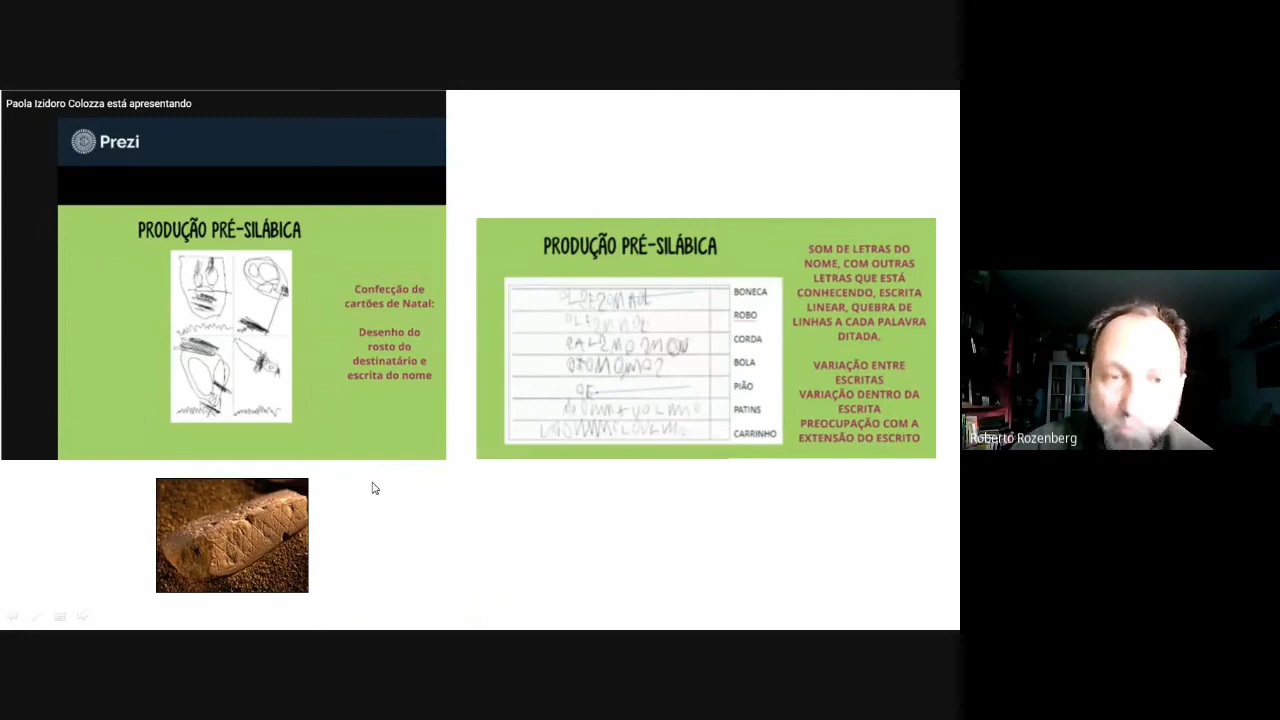 Paola Izidoro Colozza está apresentando
Prezi
PRODUÇÃO PRÉ-SILÁBICA
Confecção de
cartões de Natal:
Desenho do
rosto do
destinatário e
escrita do nome
PRODUÇÃO PRÉ-SILÁBICA
BONECA
ROBO
CORDA
BOLA
PIÃO
PATINS
CARRINHO
SOM DE LETRAS DO
NOME, COM OUTRAS
LETRAS QUE ESTÁ
CONHECENDO, ESCRITA
LINEAR, QUEBRA DE
LINHAS A CADA PALAVRA
DITADA.
VARIAÇÃO ENTRE
ESCRITAS
VARIAÇÃO DENTRO DA
ESCRITA
PREOCUPAÇÃO COM A
EXTENSÃO DO ESCRITO
Roberto Rozenberg